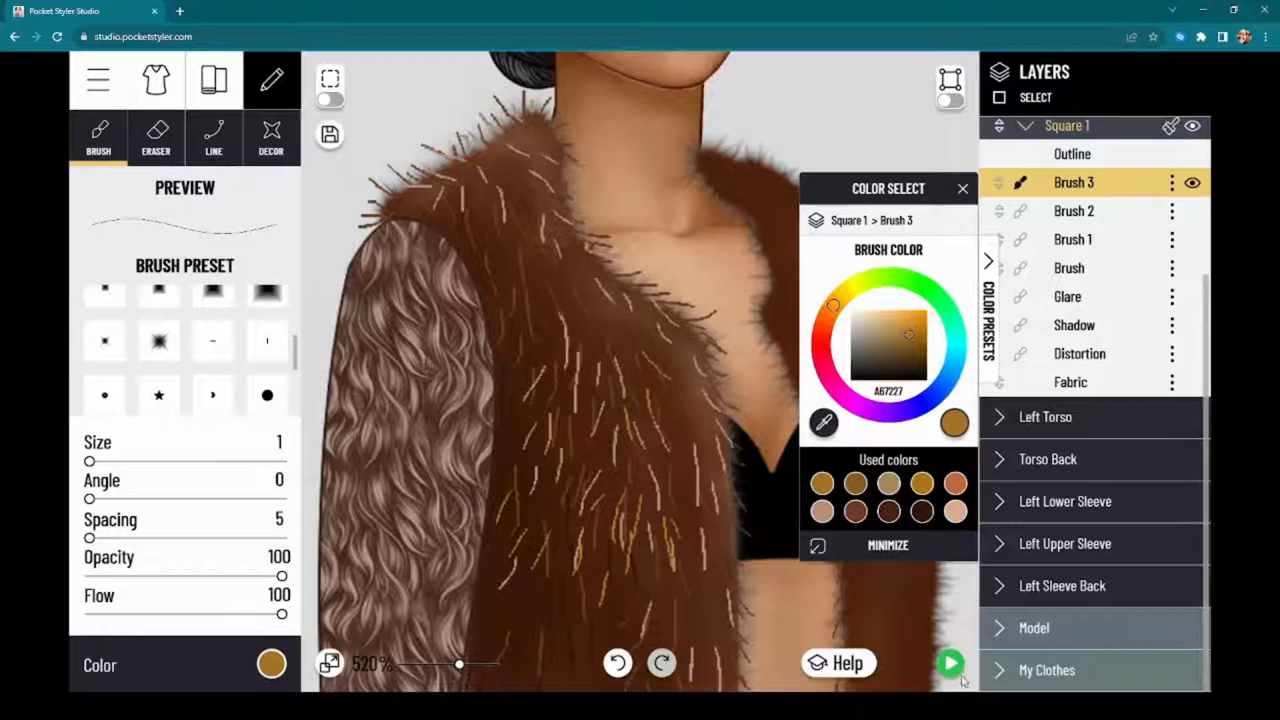 Pocket Styler Studio
studio.pocketstyler.com
BRUSH
ERASER
LINE
DECOR
PREVIEW
BRUSH PRESET
Size 1
Angle 0
Spacing 5
Opacity 100
Flow 100
Color
520%
Help
COLOR SELECT
Square 1 > Brush 3
BRUSH COLOR
A67227
Used colors
MINIMIZE
COLOR PRESETS
LAYERS
SELECT
Square 1
Outline
Brush 3
Brush 2
Brush 1
Brush
Glare
Shadow
Distortion
Fabric
Left Torso
Torso Back
Left Lower Sleeve
Left Upper Sleeve
Left Sleeve Back
Model
My Clothes